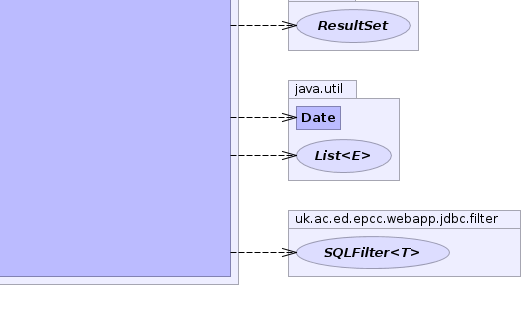 ResultSet
java.util
Date
List<E>
uk.ac.ed.epcc.webapp.jdbc.filter
SQLFilter<T>